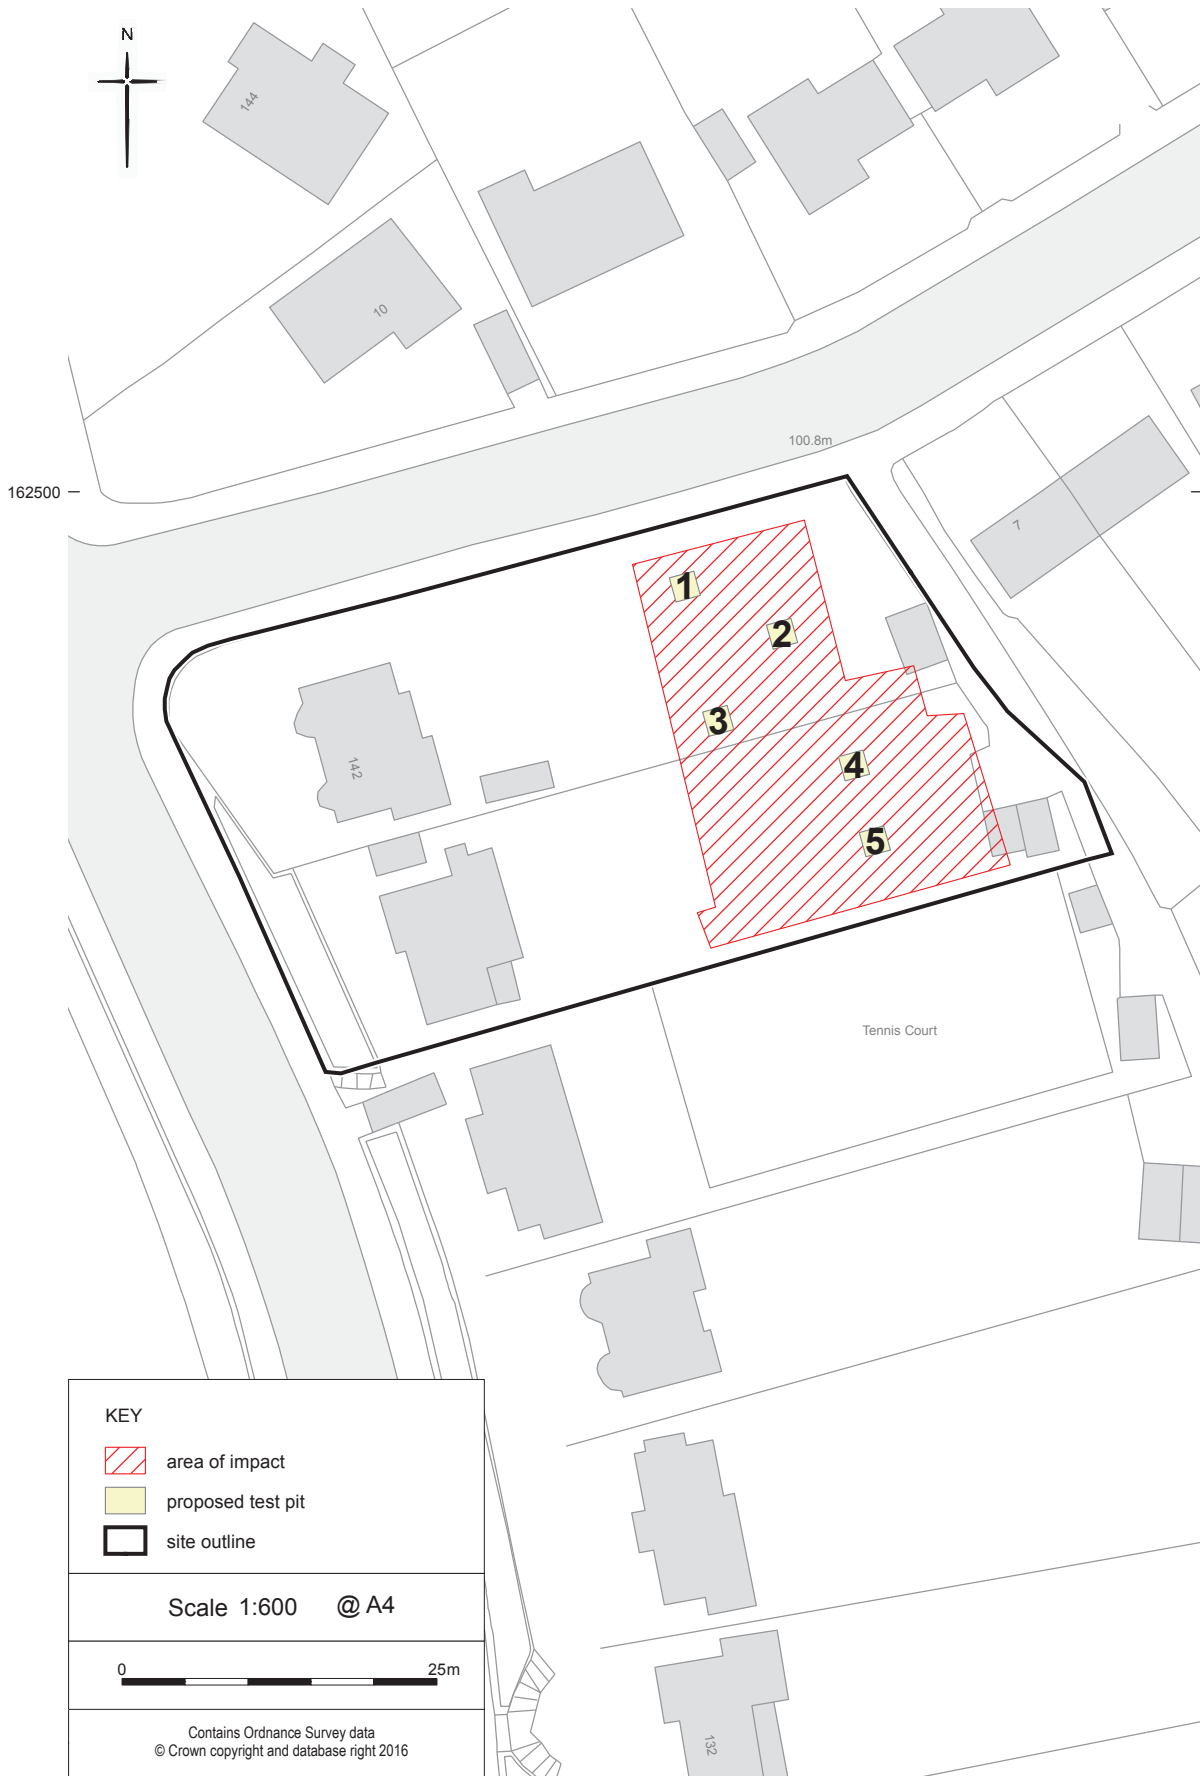 N
144
10
100.8m
162500
7
1
2
3
4
5
142
Tennis Court
KEY
area of impact
proposed test pit
site outline
Scale 1:600 @ A4
0 25m
Contains Ordnance Survey data
© Crown copyright and database right 2016
132